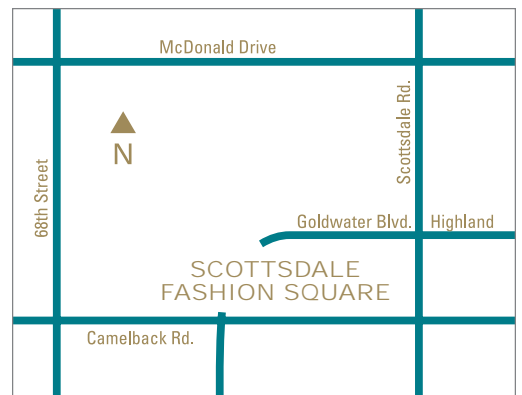 McDonald Drive
Scottsdale Rd.
N
68th Street
Goldwater Blvd.
Highland
SCOTTSDALE
FASHION SQUARE
Camelback Rd.